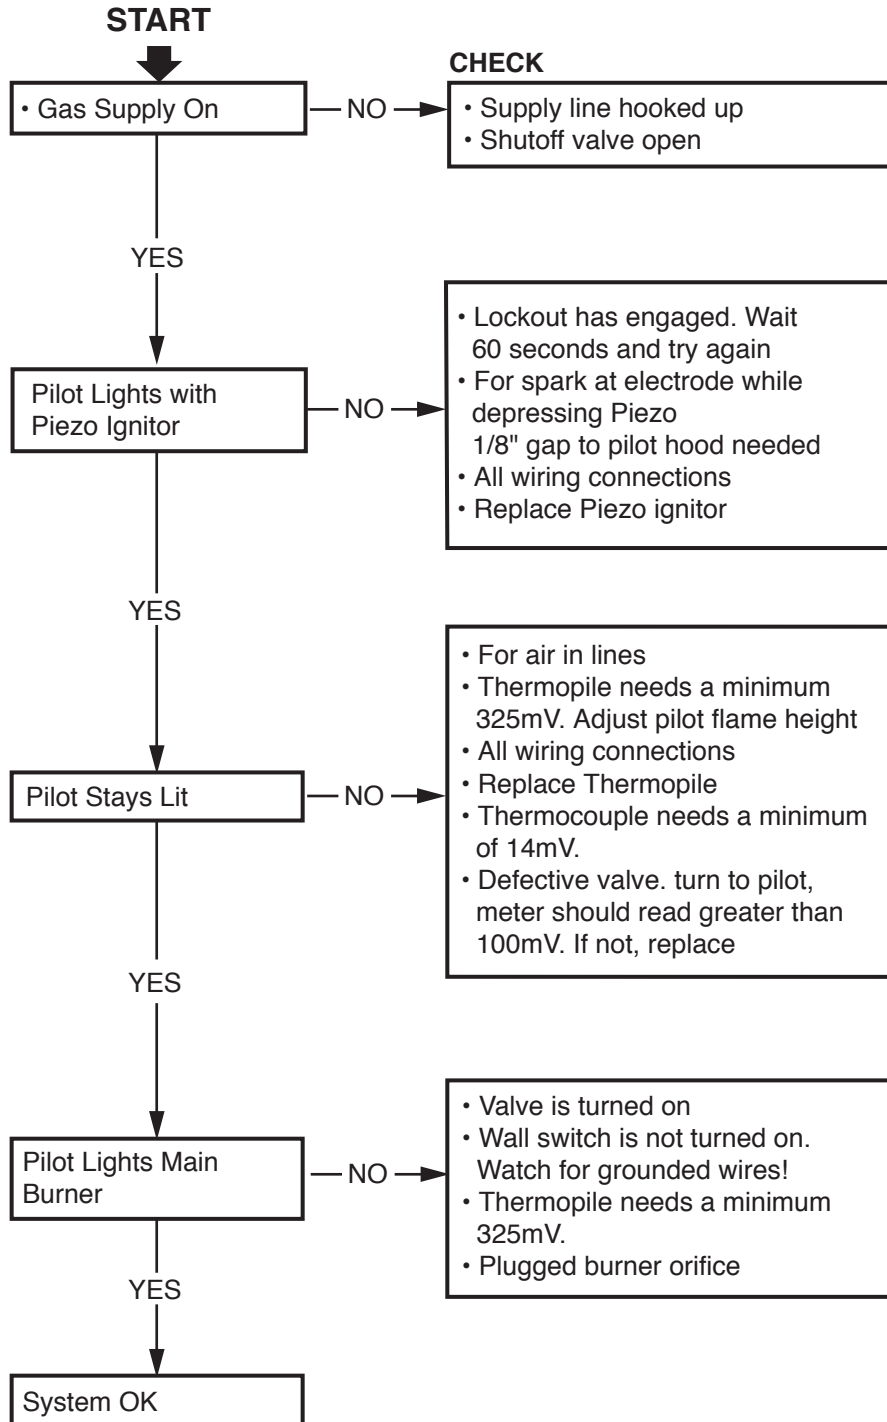 START
• Gas Supply On
NO
CHECK
• Supply line hooked up
• Shutoff valve open
YES
Pilot Lights with
Piezo Ignitor
NO
• Lockout has engaged. Wait
60 seconds and try again
• For spark at electrode while
depressing Piezo
1/8" gap to pilot hood needed
• All wiring connections
• Replace Piezo ignitor
YES
Pilot Stays Lit
NO
• For air in lines
• Thermopile needs a minimum
325mV. Adjust pilot flame height
• All wiring connections
• Replace Thermopile
• Thermocouple needs a minimum
of 14mV.
• Defective valve. turn to pilot,
meter should read greater than
100mV. If not, replace
YES
Pilot Lights Main
Burner
NO
• Valve is turned on
• Wall switch is not turned on.
Watch for grounded wires!
• Thermopile needs a minimum
325mV.
• Plugged burner orifice
YES
System OK